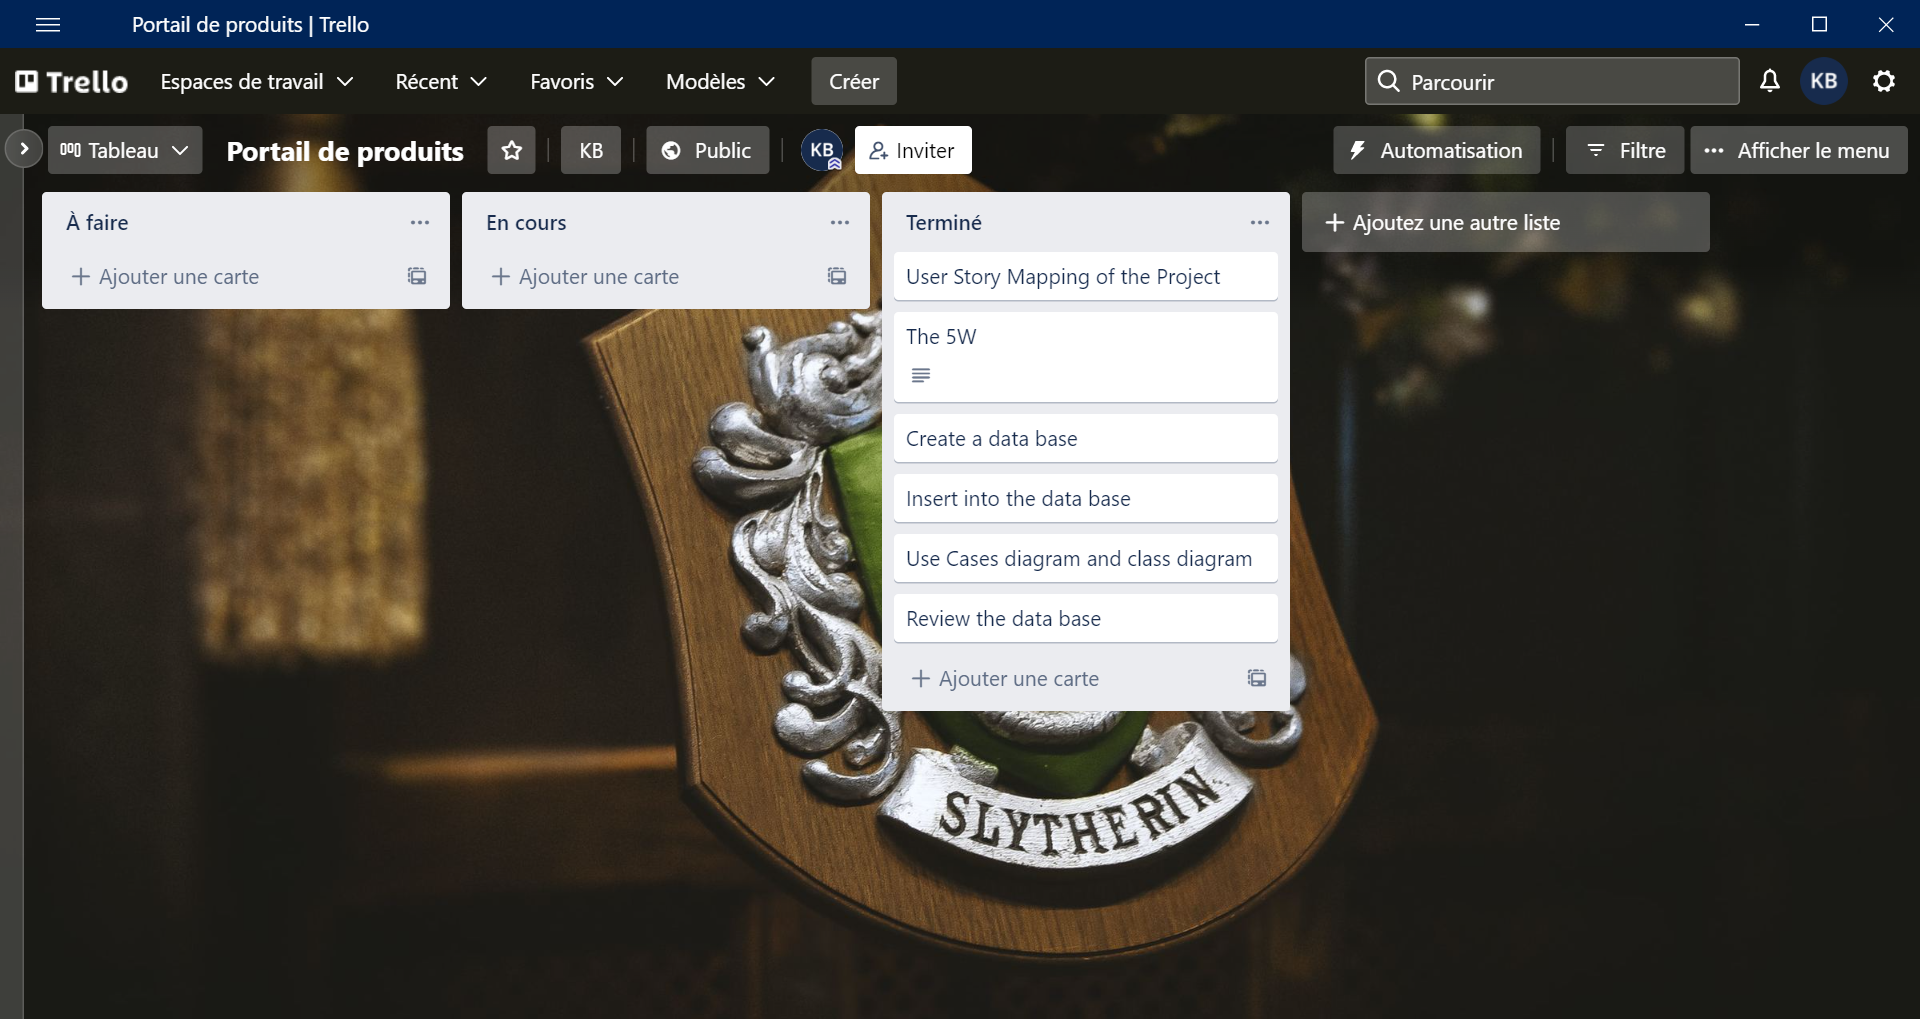 Portail de produits | Trello
Trello
Espaces de travail
Récent
Favoris
Modèles
Créer
Parcourir
KB
Tableau
Portail de produits
KB
Public
KB
Inviter
Automatisation
Filtre
Afficher le menu
À faire
Ajouter une carte
En cours
Ajouter une carte
Terminé
User Story Mapping of the Project
The 5W
Create a data base
Insert into the data base
Use Cases diagram and class diagram
Review the data base
Ajouter une carte
Ajoutez une autre liste
SLYTHERIN